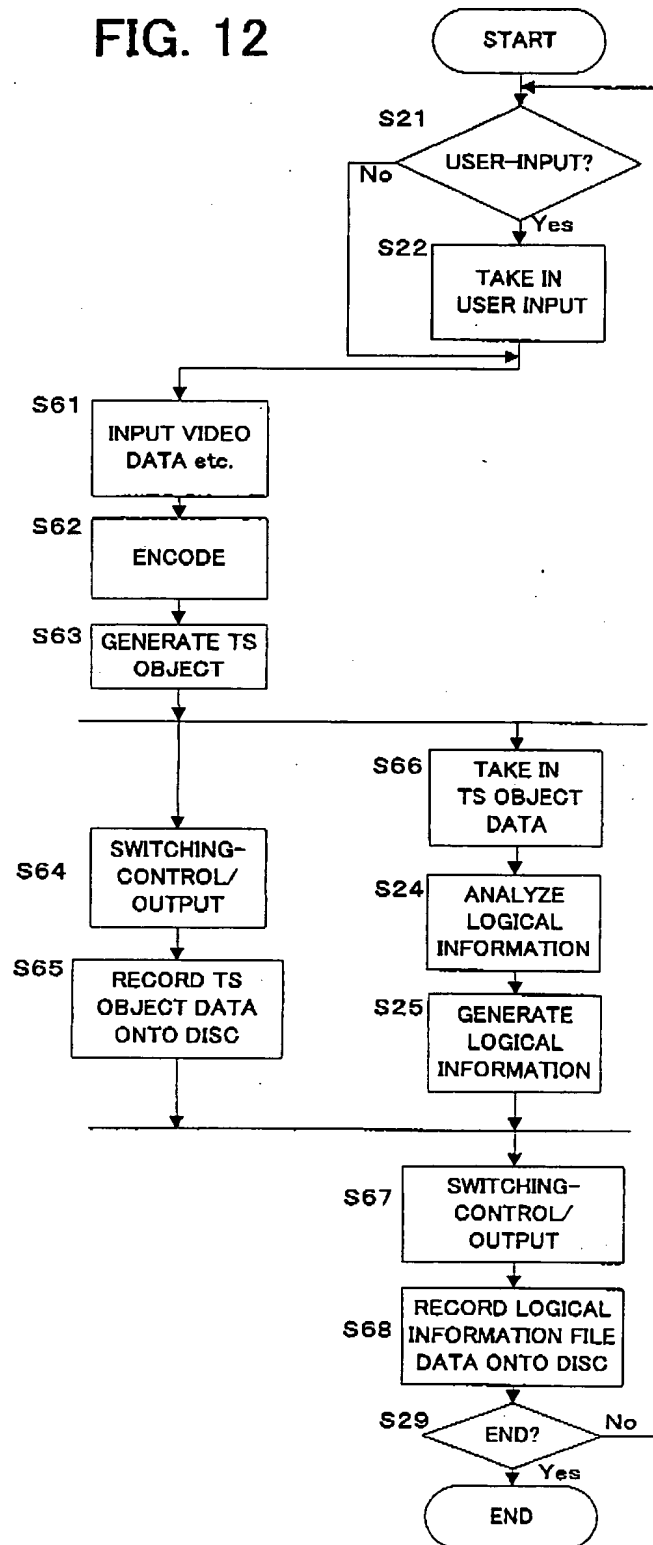 FIG. 12
START
S21
USER-INPUT?
No
Yes
S22
TAKE IN
USER INPUT
S61
INPUT VIDEO
DATA etc.
S62
ENCODE
S63
GENERATE TS
OBJECT
S66
TAKE IN
TS OBJECT
DATA
S64
SWITCHING-
CONTROL/
OUTPUT
S24
ANALYZE
LOGICAL
INFORMATION
S65
RECORD TS
OBJECT DATA
ONTO DISC
S25
GENERATE
LOGICAL
INFORMATION
S67
SWITCHING-
CONTROL/
OUTPUT
S68
RECORD LOGICAL
INFORMATION FILE
DATA ONTO DISC
S29
END?
No
Yes
END